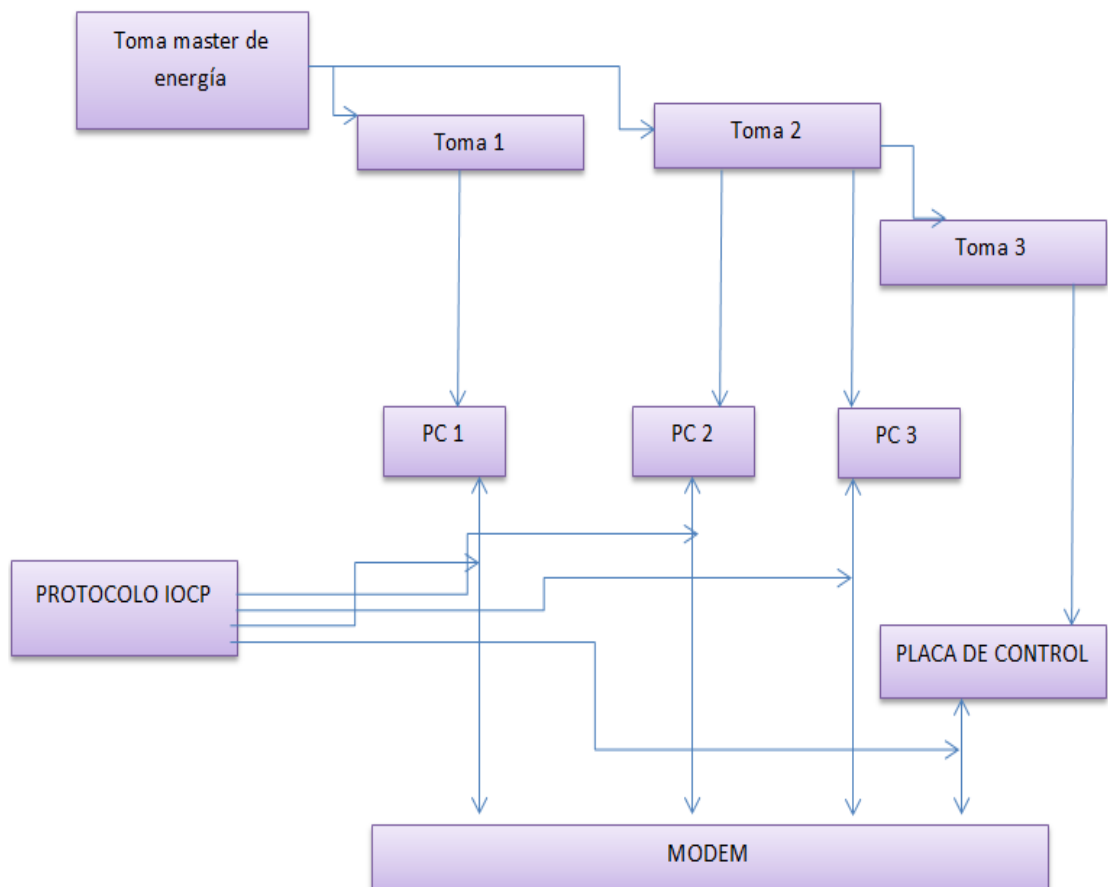 Toma master de
energía
Toma 1
Toma 2
Toma 3
PC 1
PC 2
PC 3
PROTOCOLO IOCP
PLACA DE CONTROL
MODEM